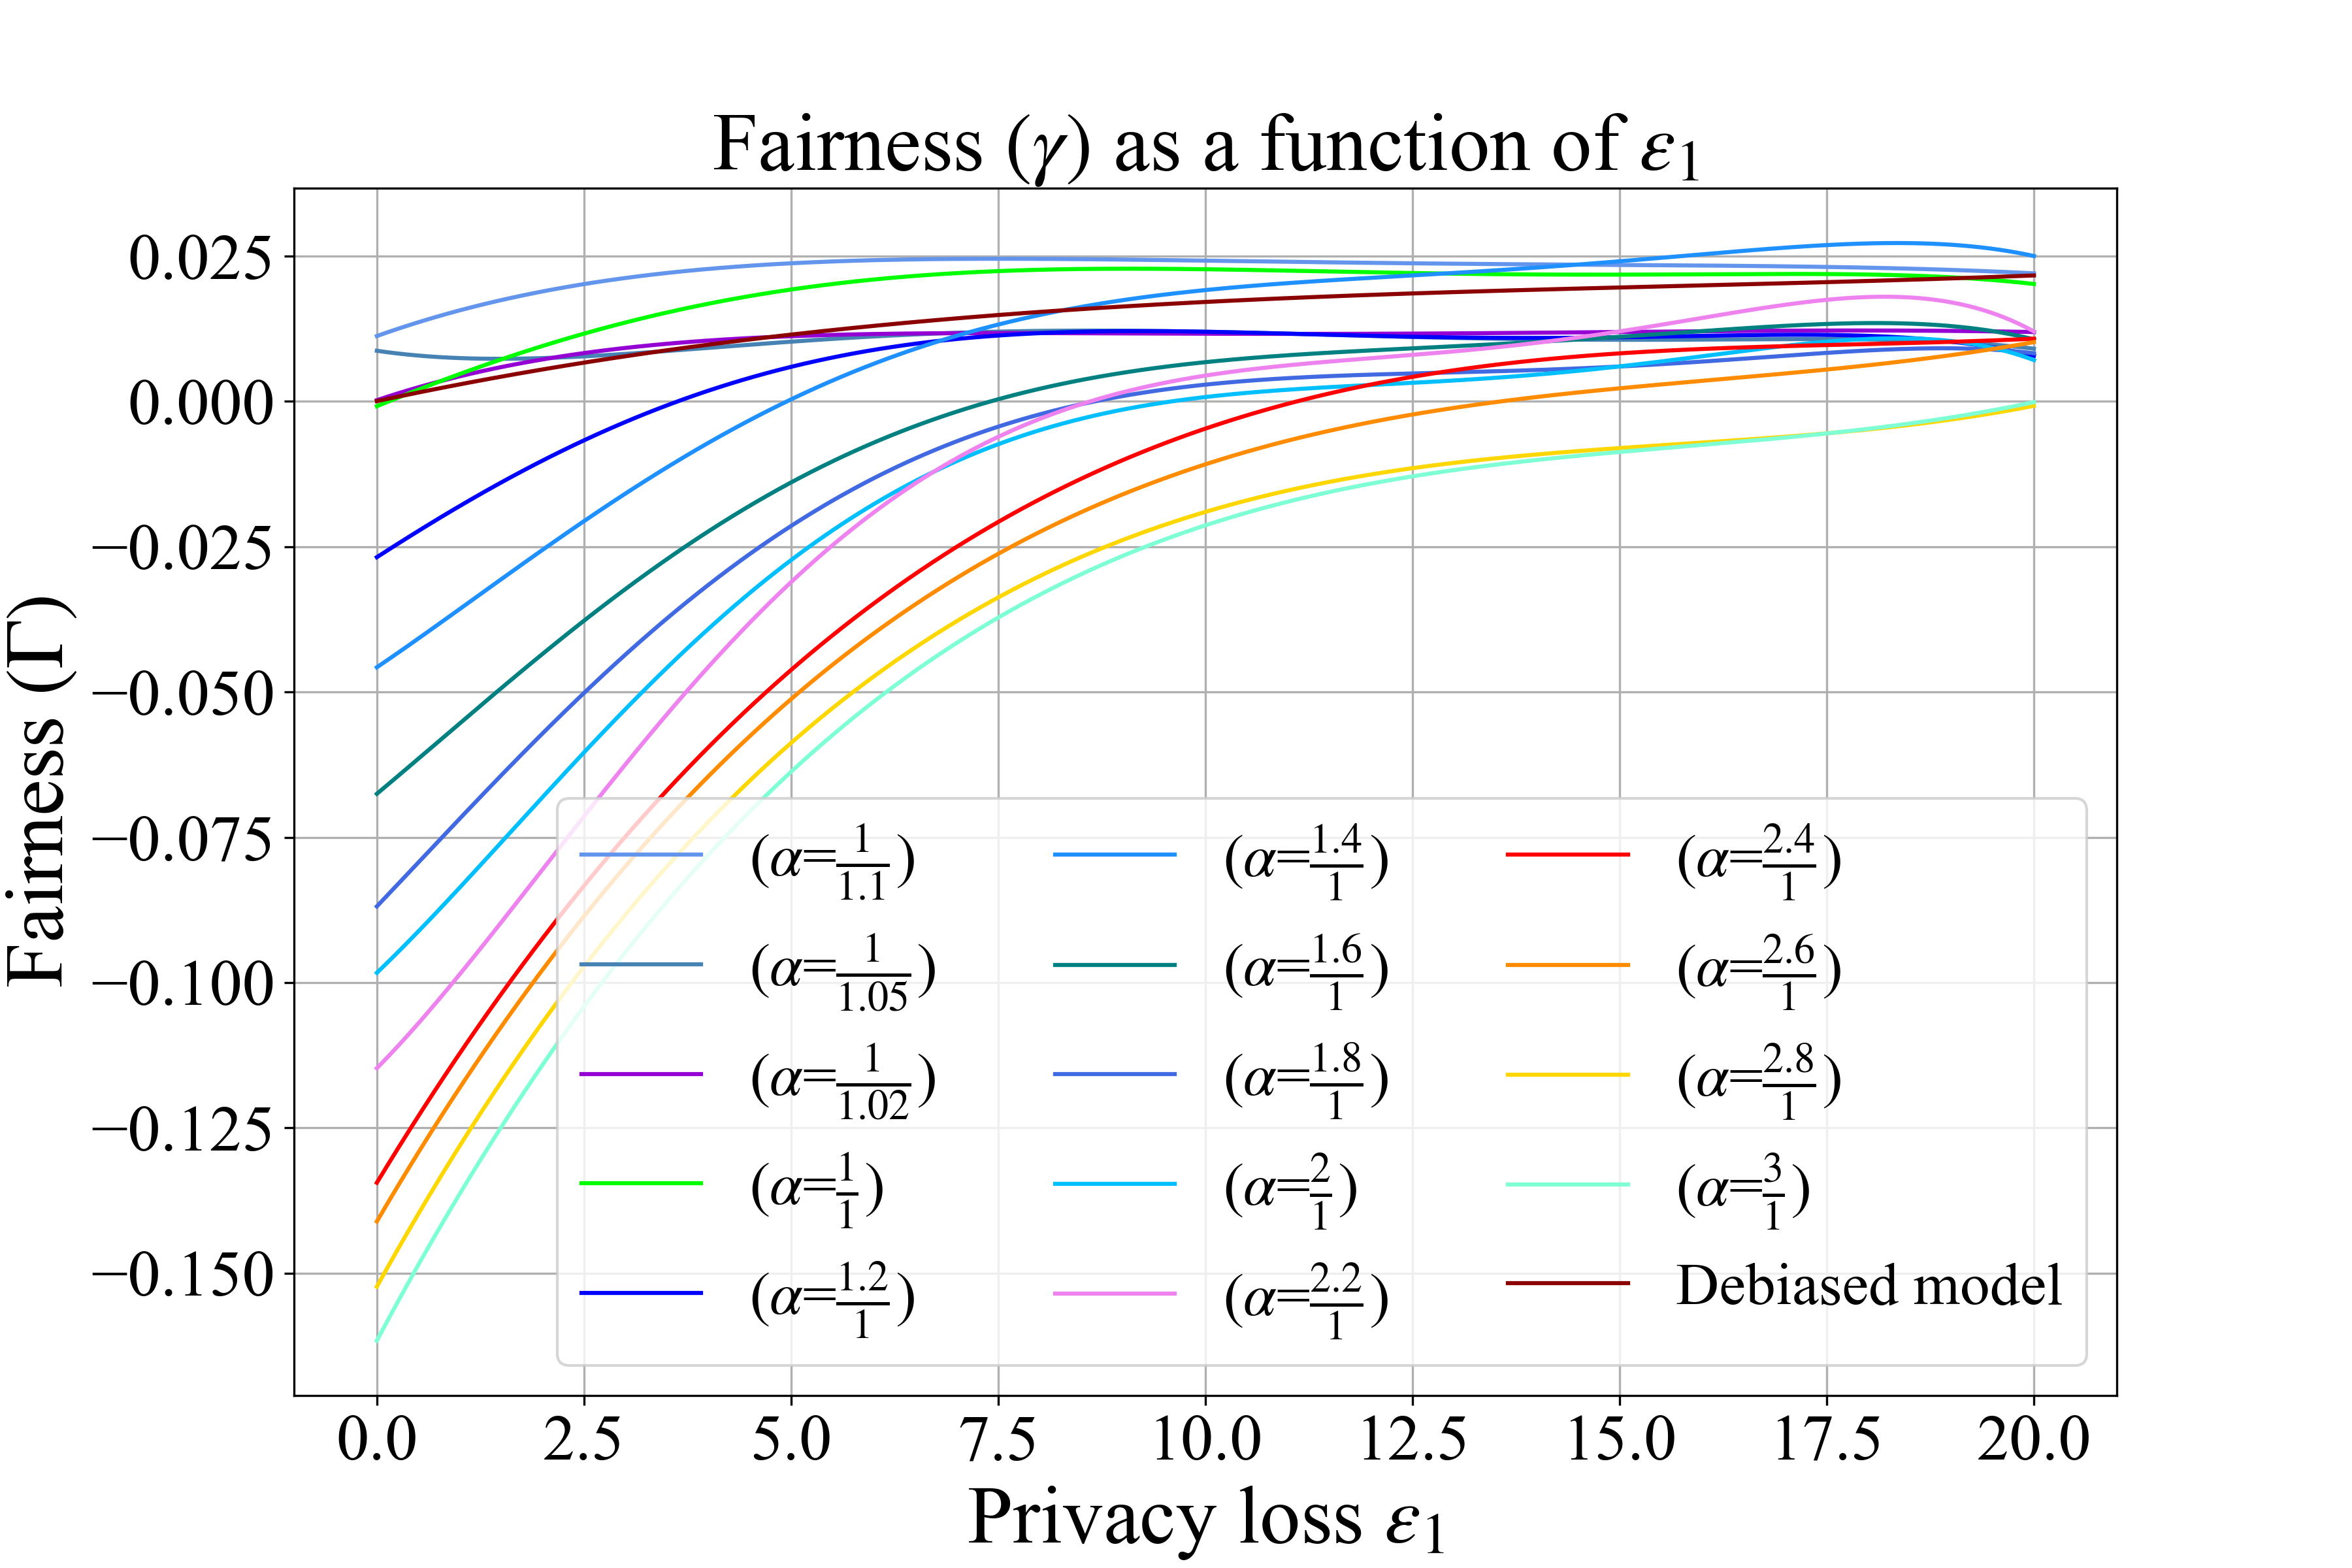 Fairness (γ) as a function of ε₁
Fairness (Γ)
0.025
0.000
−0.025
−0.050
−0.075
−0.100
−0.125
−0.150
(α=1/1.1)
(α=1/1.05)
(α=1/1.02)
(α=1/1)
(α=1.2/1)
(α=1.4/1)
(α=1.6/1)
(α=1.8/1)
(α=2/1)
(α=2.2/1)
(α=2.4/1)
(α=2.6/1)
(α=2.8/1)
(α=3/1)
Debiased model
0.0 2.5 5.0 7.5 10.0 12.5 15.0 17.5 20.0
Privacy loss ε₁